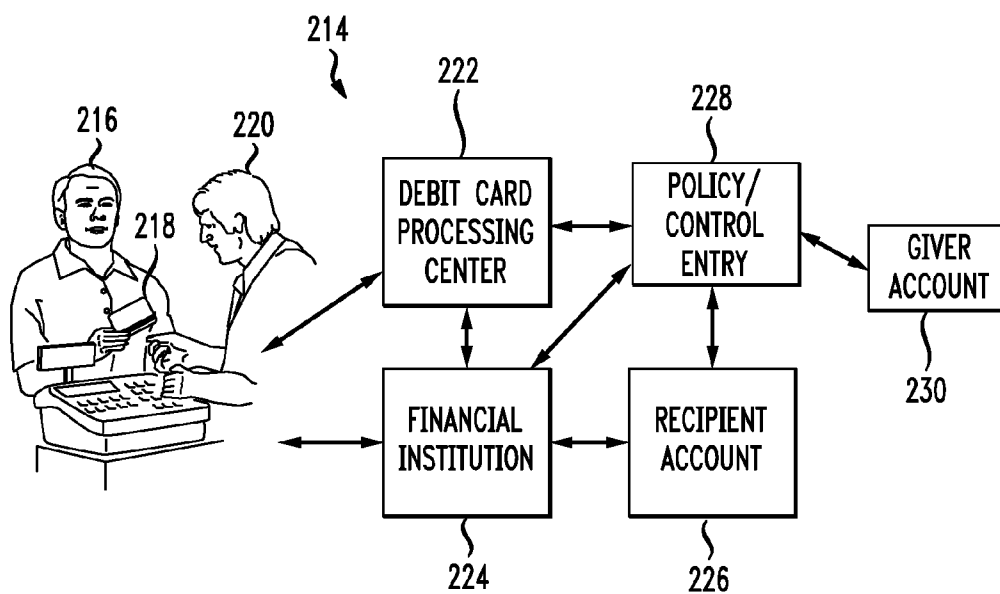 214
222
228
216
220
218
DEBIT CARD
PROCESSING
CENTER
POLICY/
CONTROL
ENTRY
GIVER
ACCOUNT
230
FINANCIAL
INSTITUTION
RECIPIENT
ACCOUNT
224
226